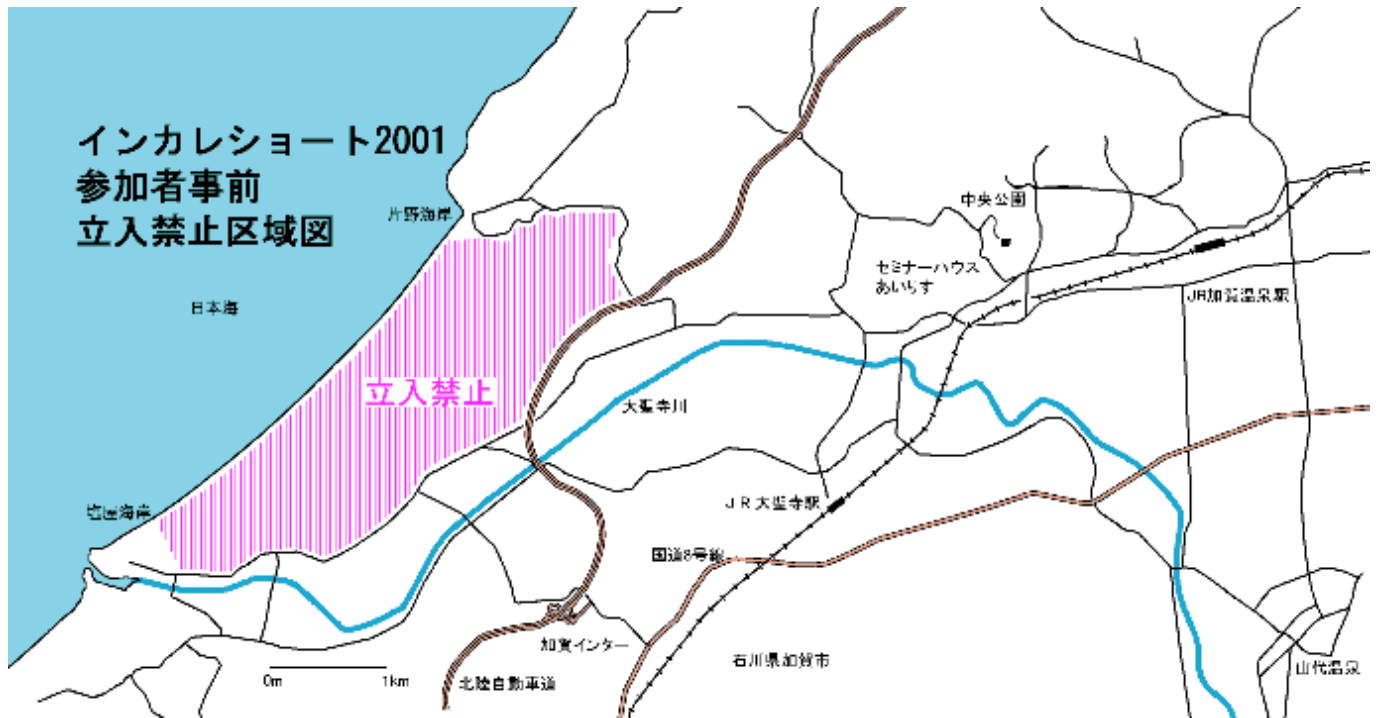 インカレショート2001
参加者事前
立入禁止区域図
片野海岸
中央公園
セミナーハウス
あいりす
日本海
JR加賀温泉駅
立入禁止
大聖寺川
塩屋海岸
JR大聖寺駅
国道8号線
加賀インター
石川県加賀市
山代温泉
0m 1km
北陸自動車道